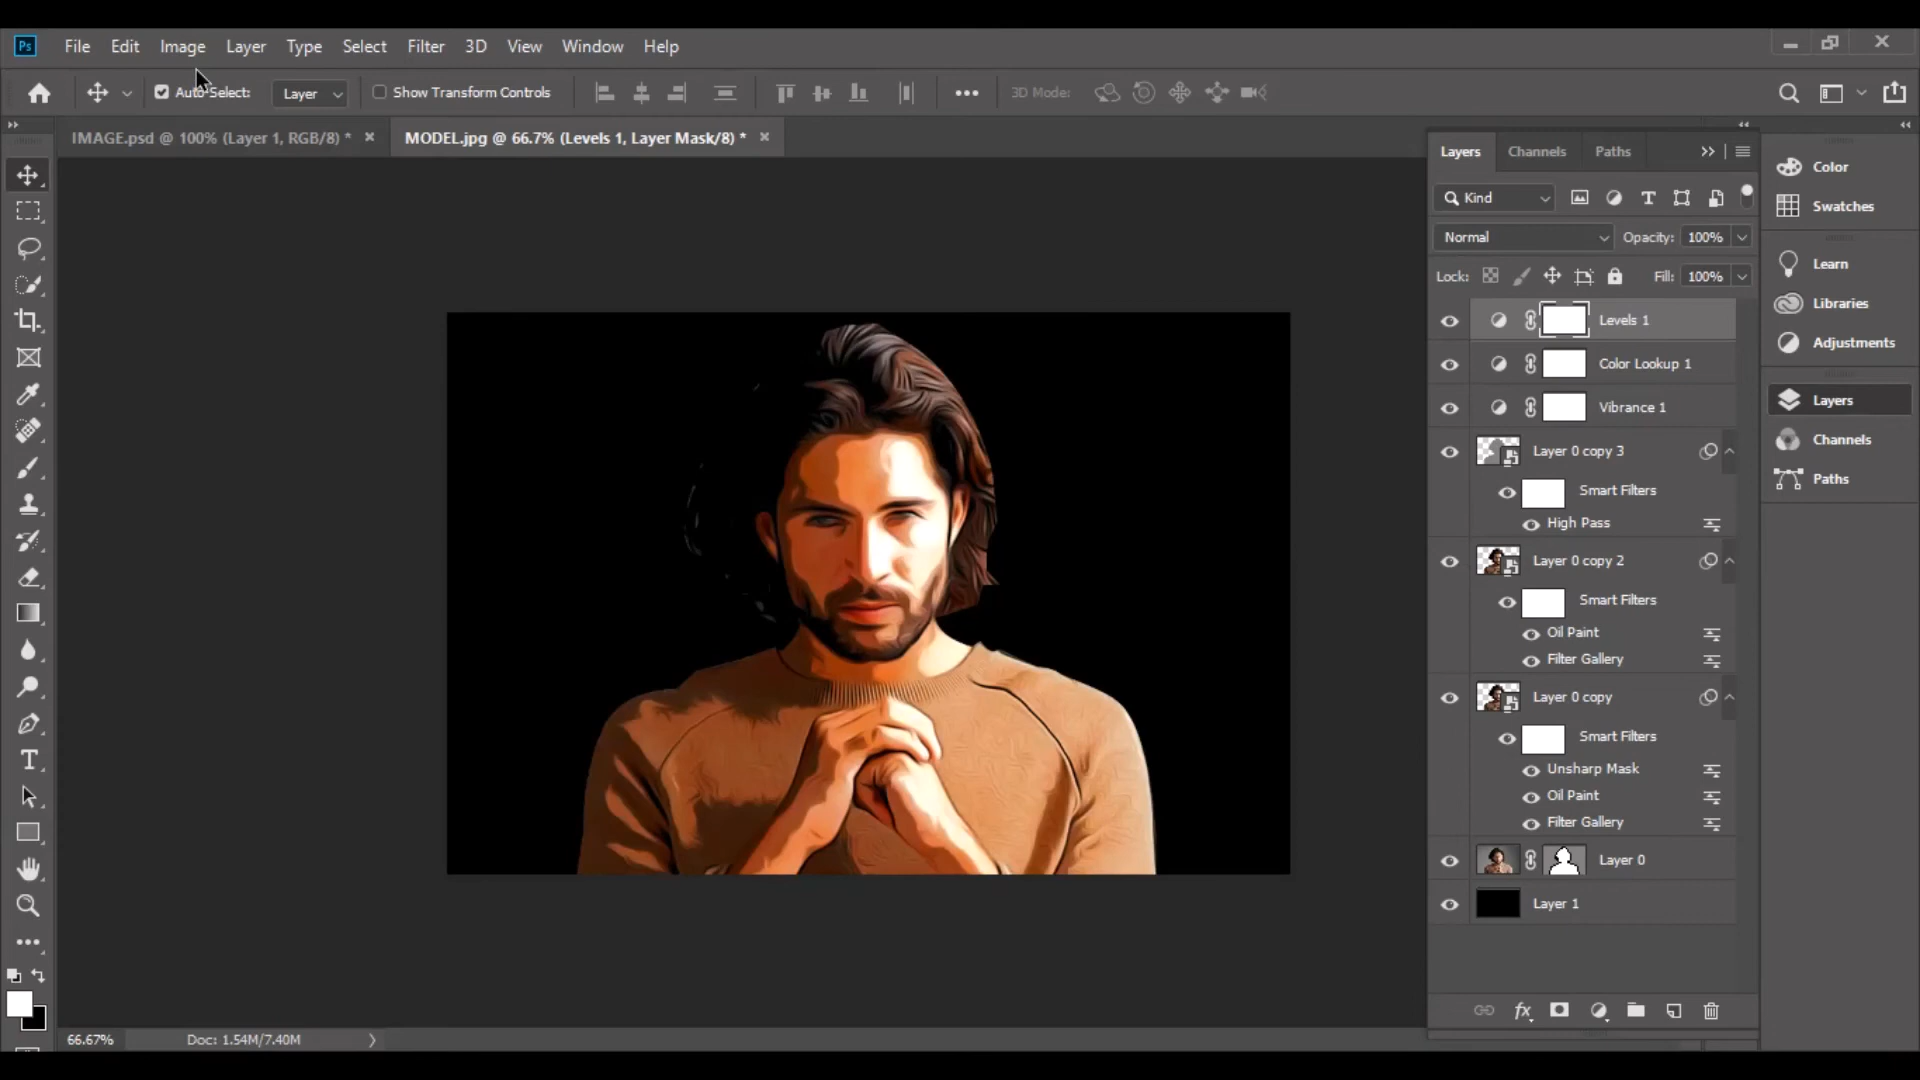 Ps File Edit Image Layer Type Select Filter 3D View Window Help
Auto-Select: Layer Show Transform Controls 3D Mode:
IMAGE.psd @ 100% (Layer 1, RGB/8) * MODEL.jpg @ 66.7% (Levels 1, Layer Mask/8) *
Layers Channels Paths
Kind
Normal Opacity: 100%
Lock: Fill: 100%
Levels 1
Color Lookup 1
Vibrance 1
Layer 0 copy 3
Smart Filters
High Pass
Layer 0 copy 2
Smart Filters
Oil Paint
Filter Gallery
Layer 0 copy
Smart Filters
Unsharp Mask
Oil Paint
Filter Gallery
Layer 0
Layer 1
Color
Swatches
Learn
Libraries
Adjustments
Layers
Channels
Paths
66.67% Doc: 1.54M/7.40M